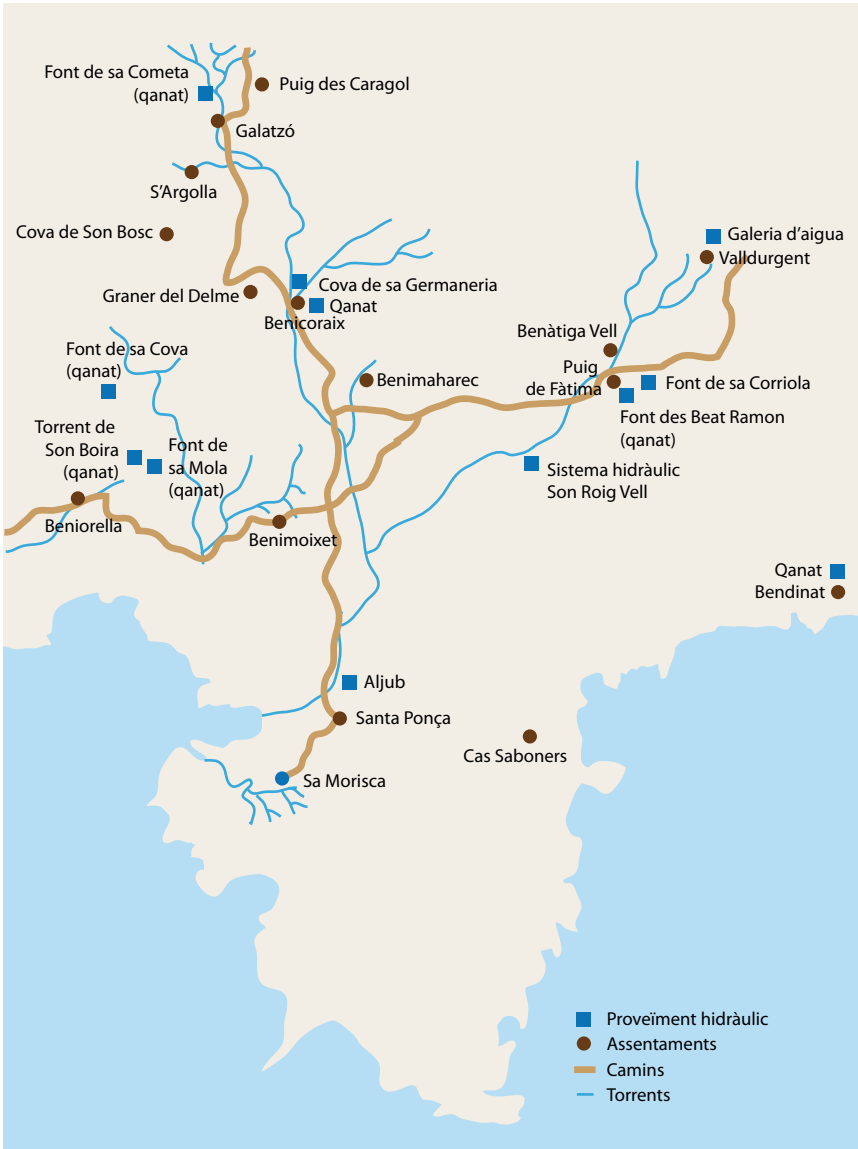 Font de sa Cometa
(qanat)
Puig des Caragol
Galatzó
S'Argolla
Cova de Son Bosc
Galeria d'aigua
Valldurgent
Cova de sa Germaneria
Graner del Delme
Qanat
Benicoraix
Benàtiga Vell
Font de sa Cova
(qanat)
Puig
de Fàtima
Benimaharec
Font de sa Corriola
Font des Beat Ramon
(qanat)
Torrent de
Son Boira
(qanat)
Font de
sa Mola
(qanat)
Sistema hidràulic
Son Roig Vell
Beniorella
Benimoixet
Qanat
Bendinat
Aljub
Santa Ponça
Cas Saboners
Sa Morisca
Proveïment hidràulic
Assentaments
Camins
Torrents